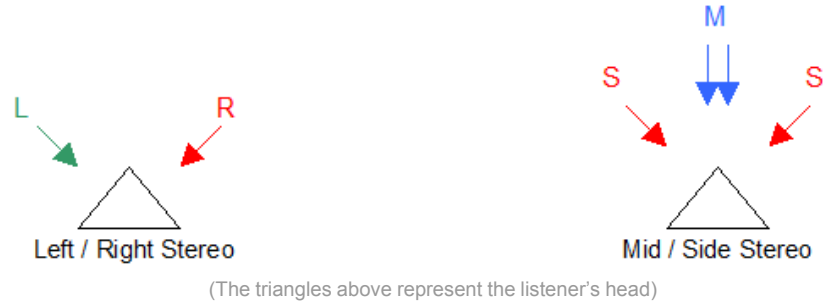 M
S S
L R
Left / Right Stereo Mid / Side Stereo
(The triangles above represent the listener's head)